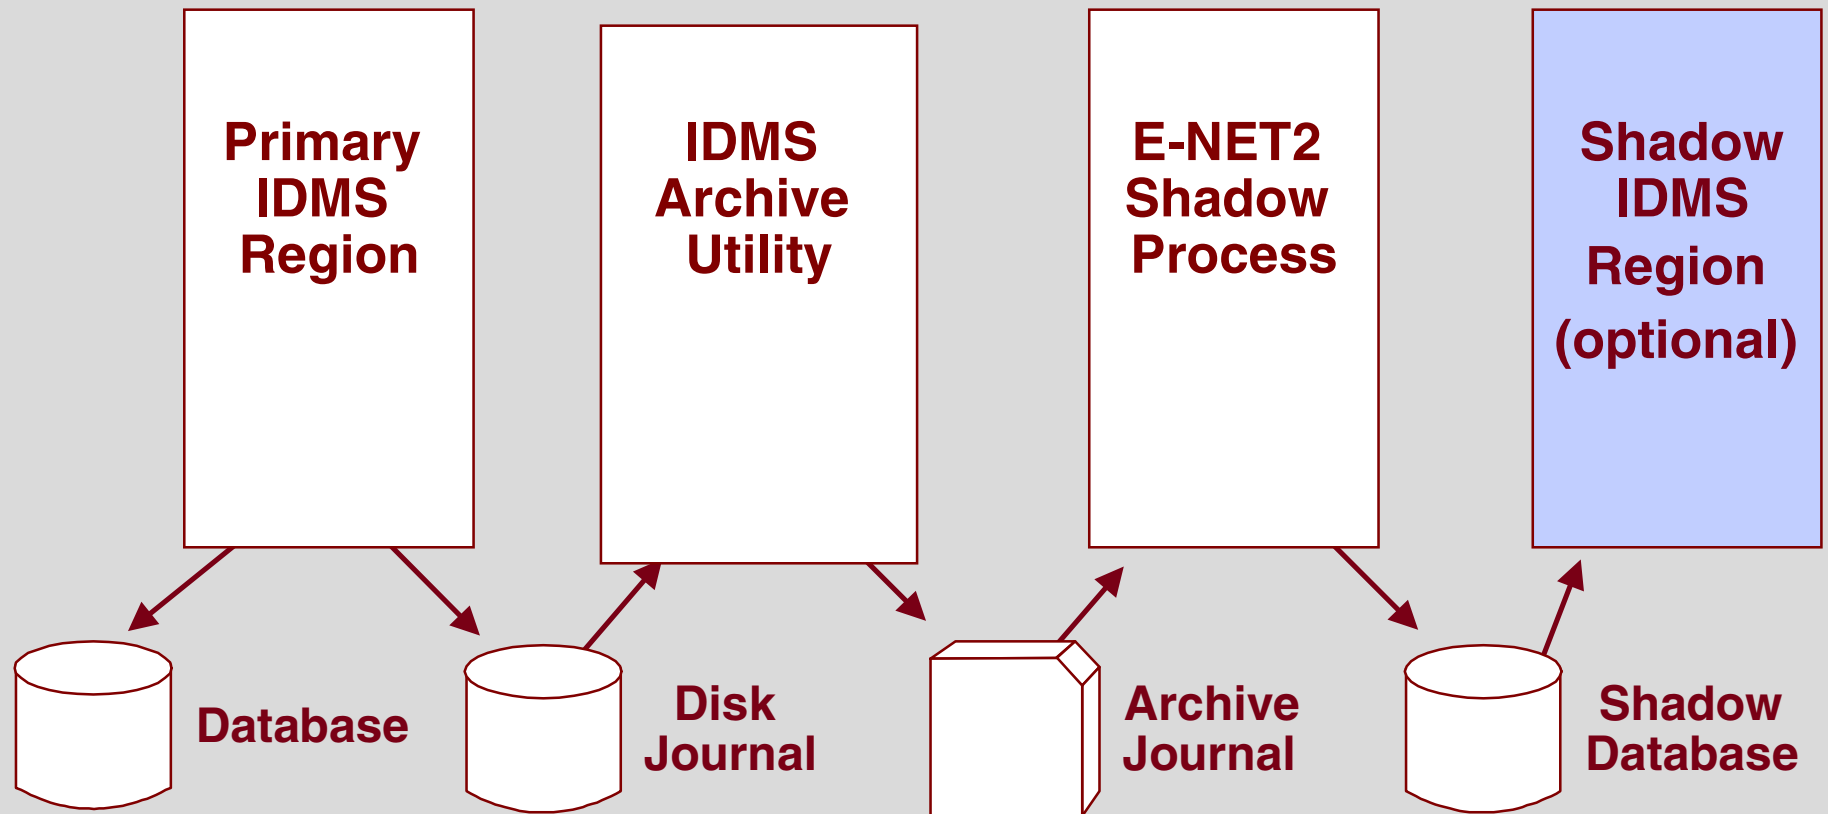 Primary
IDMS
Region
IDMS
Archive
Utility
E-NET2
Shadow
Process
Shadow
IDMS
Region
(optional)
Database
Disk
Journal
Archive
Journal
Shadow
Database